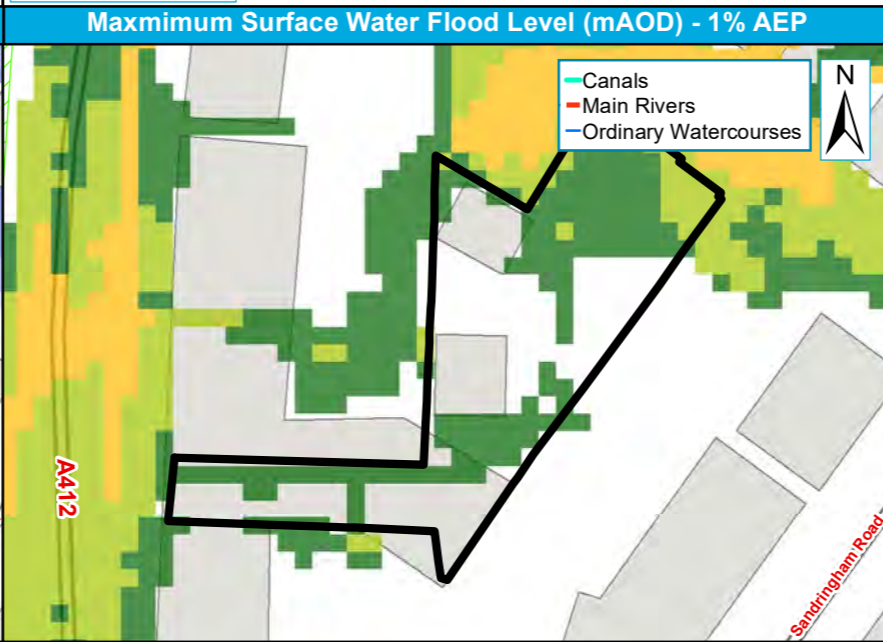 Maxmimum Surface Water Flood Level (mAOD) - 1% AEP
Canals
Main Rivers
Ordinary Watercourses
N
A412
Sandringham Road